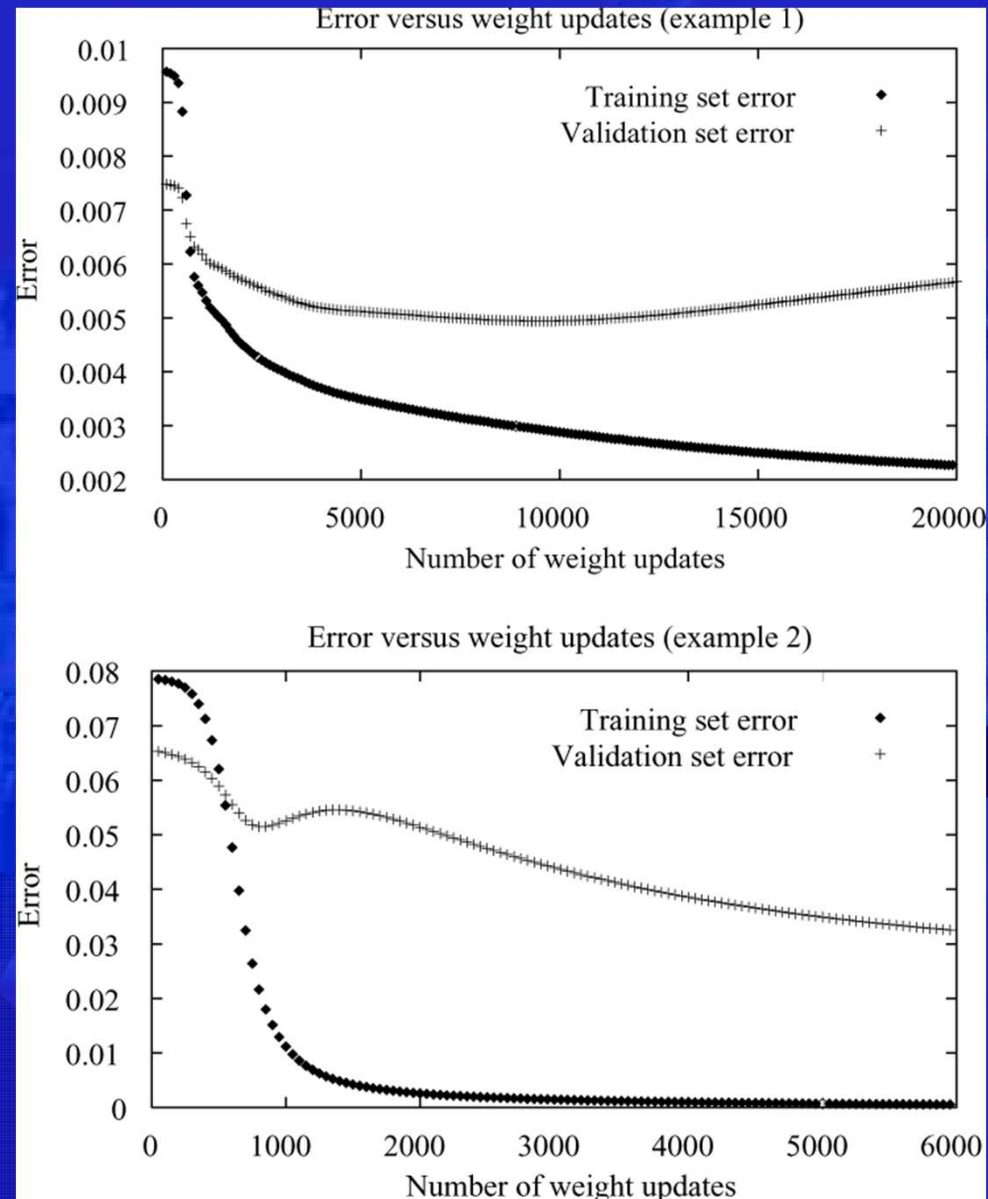 Error versus weight updates (example 1)
0.01
0.009
0.008
0.007
0.006
0.005
0.004
0.003
0.002
Error
Training set error
Validation set error
0 5000 10000 15000 20000
Number of weight updates
Error versus weight updates (example 2)
0.08
0.07
0.06
0.05
0.04
0.03
0.02
0.01
0
Error
Training set error
Validation set error
0 1000 2000 3000 4000 5000 6000
Number of weight updates